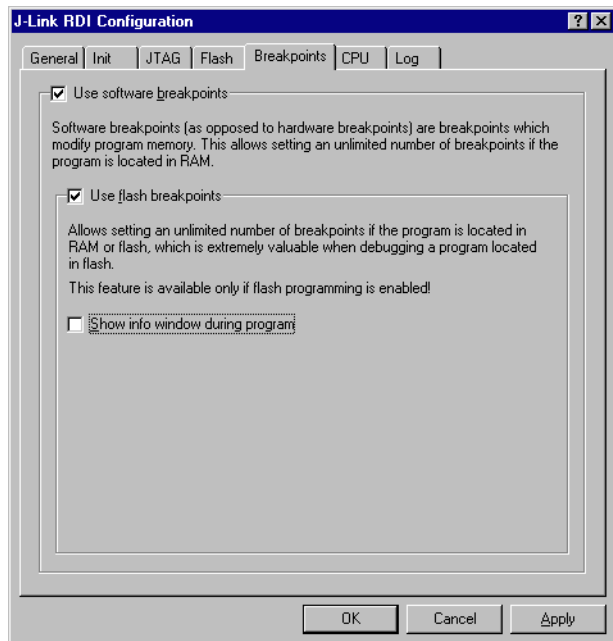 J-Link RDI Configuration
General Init JTAG Flash Breakpoints CPU Log
Use software breakpoints
Software breakpoints (as opposed to hardware breakpoints) are breakpoints which
modify program memory. This allows setting an unlimited number of breakpoints if the
program is located in RAM.
Use flash breakpoints
Allows setting an unlimited number of breakpoints if the program is located in
RAM or flash, which is extremely valuable when debugging a program located
in flash.
This feature is available only if flash programming is enabled!
Show info window during program
OK Cancel Apply